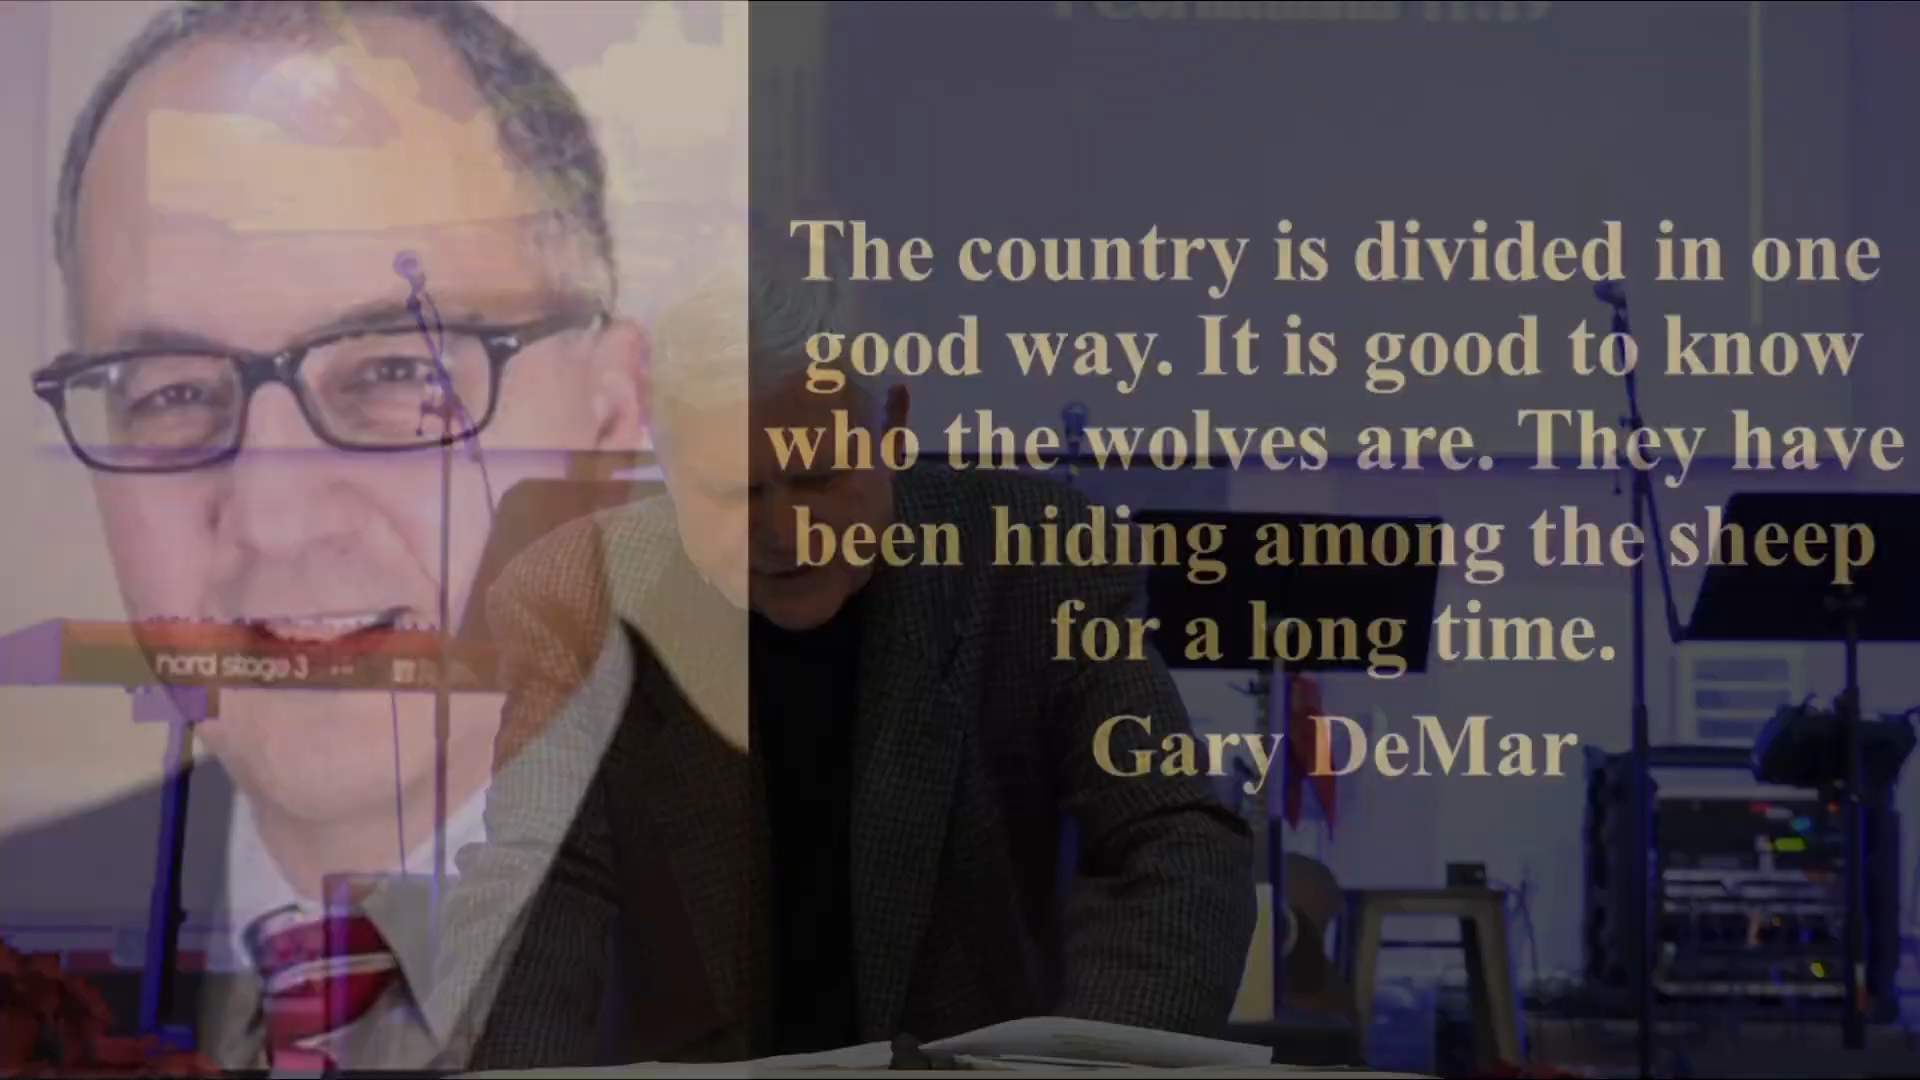 The country is divided in one
good way. It is good to know
who the wolves are. They have
been hiding among the sheep
for a long time.
Gary DeMar
nord stage 3